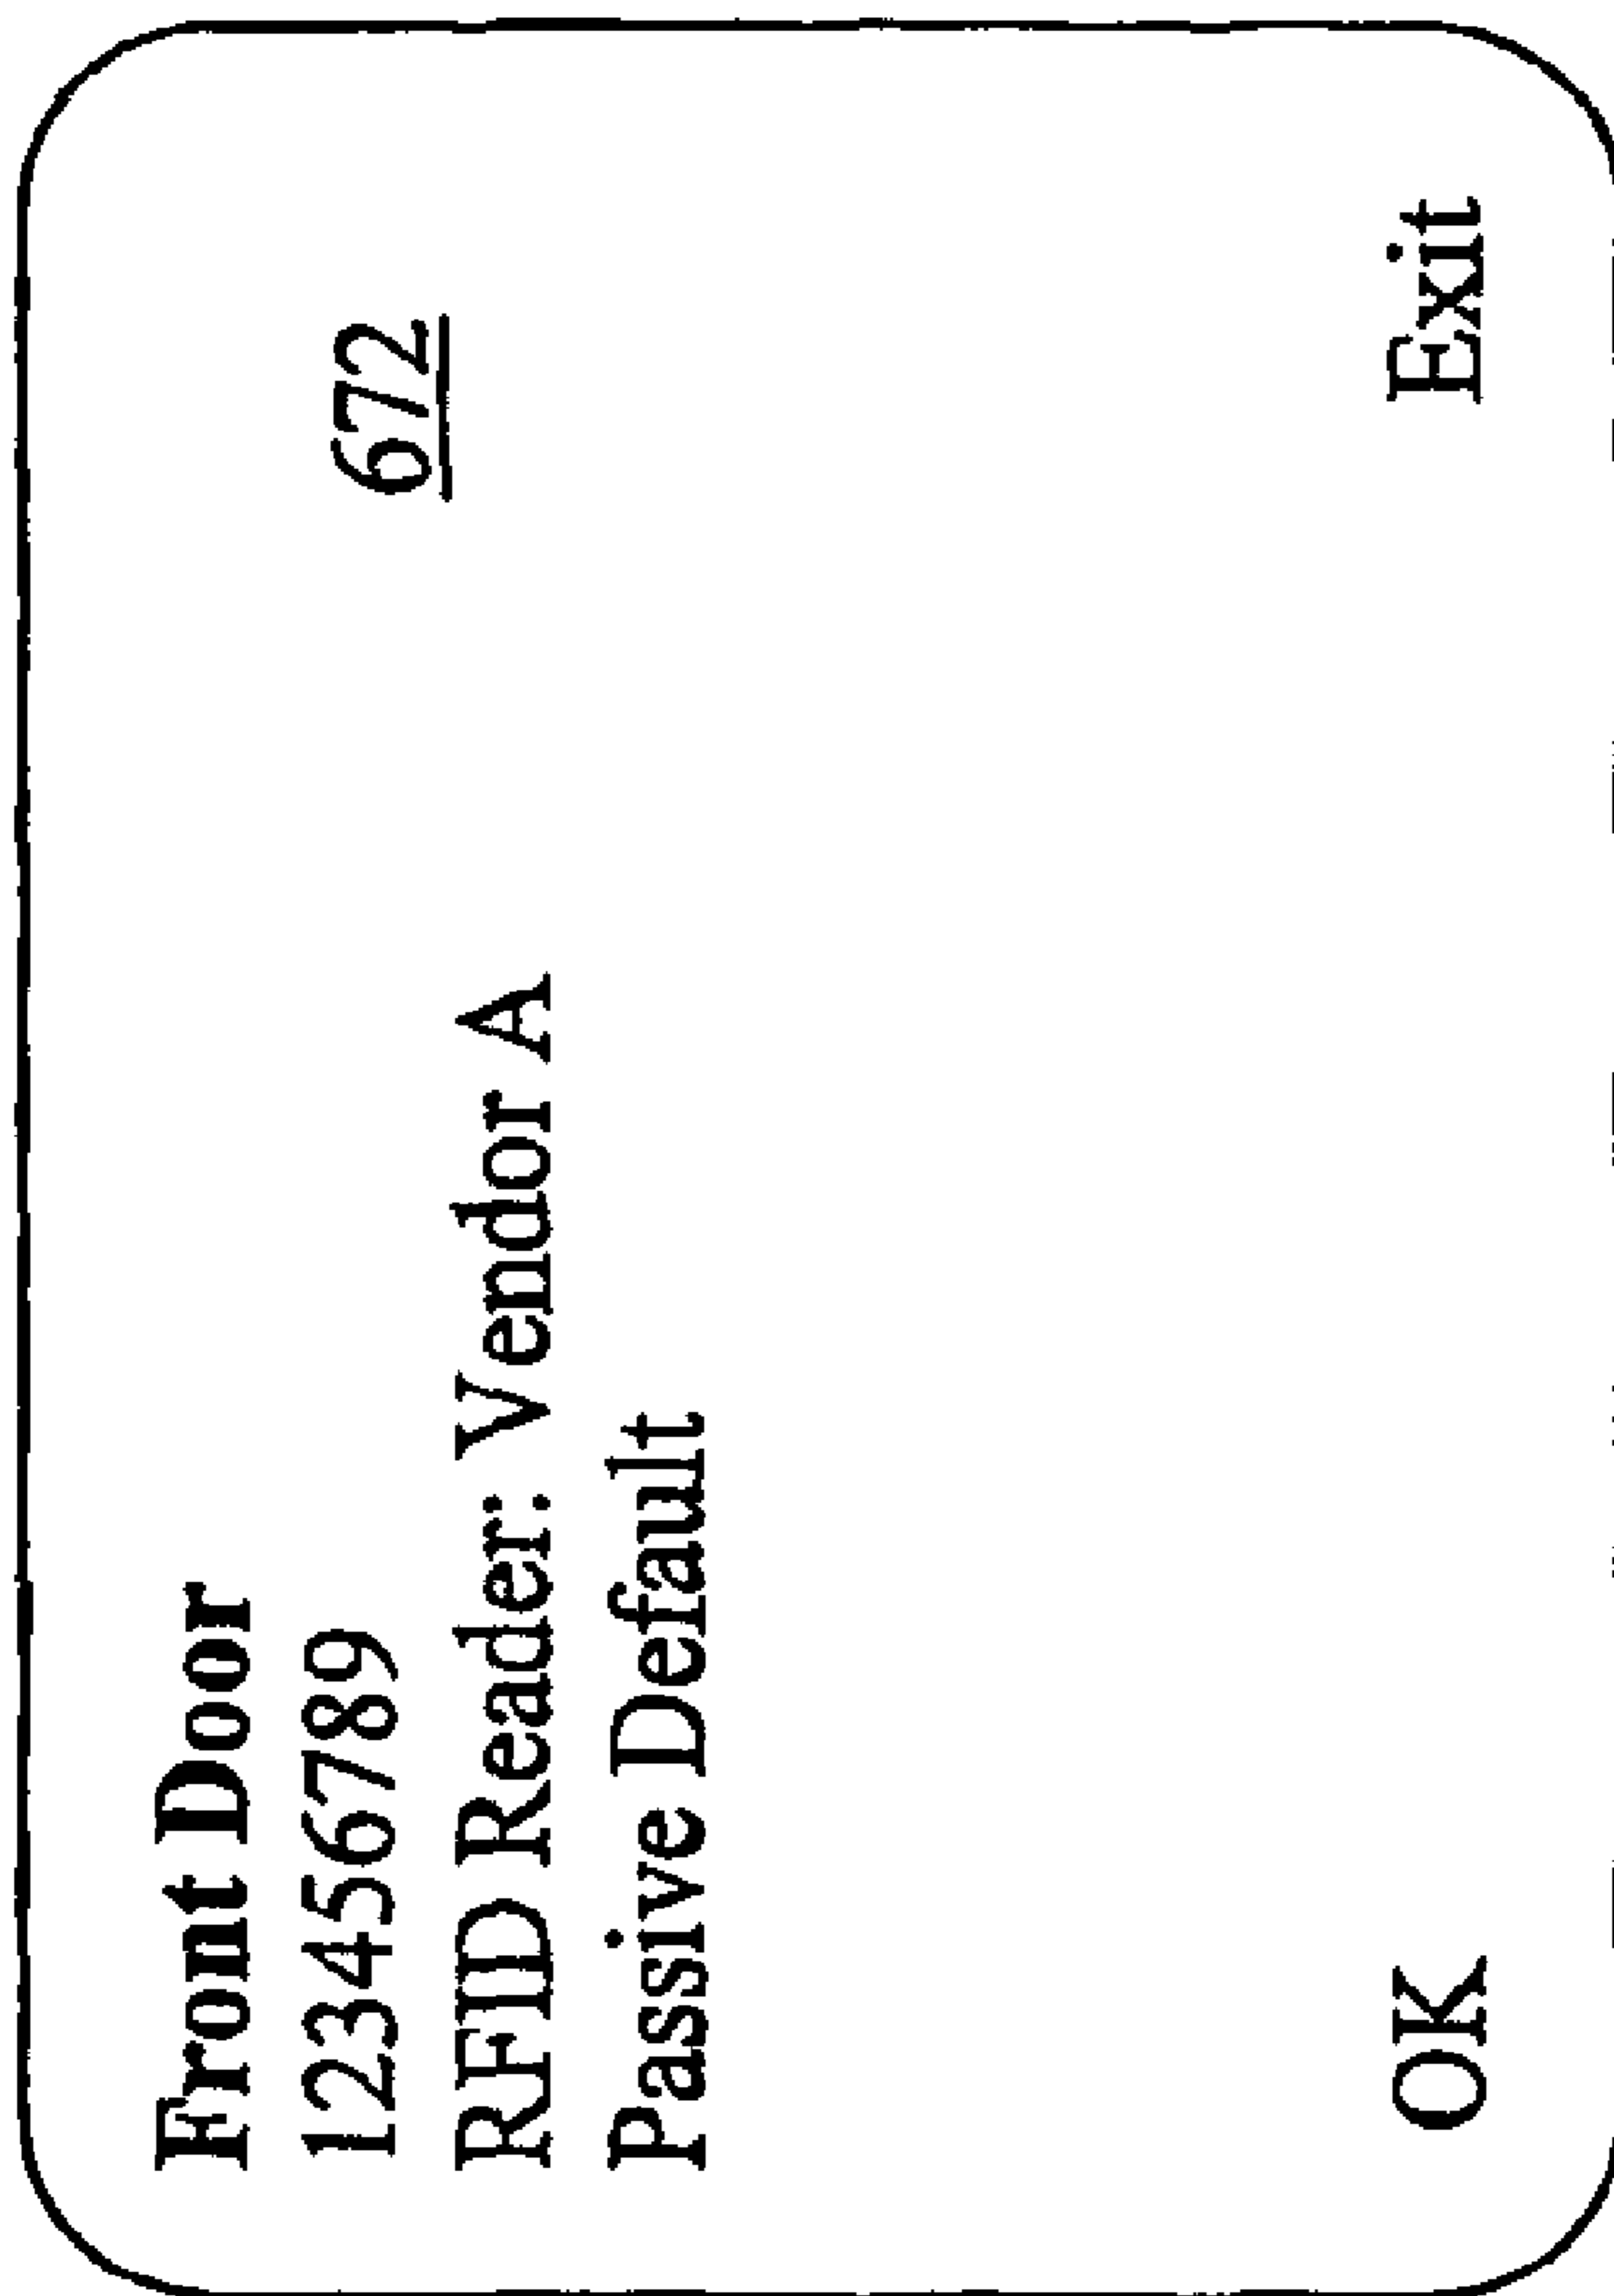 Front Door
123456789
672
RFID Reader: Vendor A
Passive Default
OK Exit